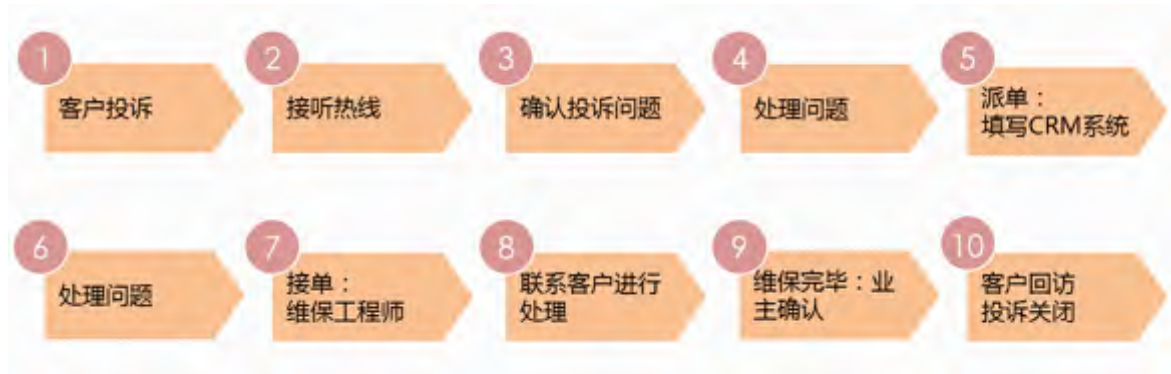 1
客户投诉
2
接听热线
3
确认投诉问题
4
处理问题
5
派单：
填写CRM系统
6
处理问题
7
接单：
维保工程师
8
联系客户进行
处理
9
维保完毕：业
主确认
10
客户回访
投诉关闭